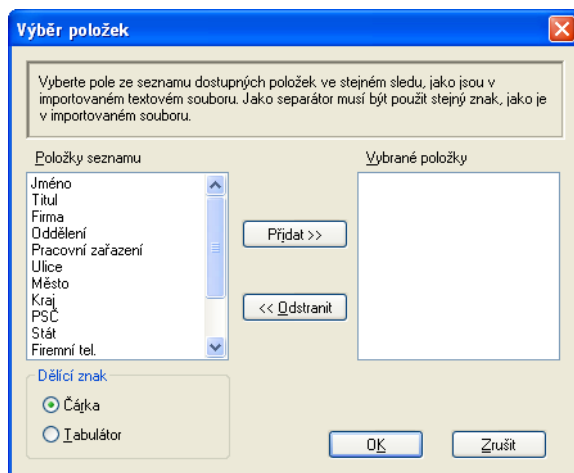 Výběr položek
Vyberte pole ze seznamu dostupných položek ve stejném sledu, jako jsou v
importovaném textovém souboru. Jako separátor musí být použit stejný znak, jako je
v importovaném souboru.
Položky seznamu
Vybrané položky
Jméno
Titul
Firma
Oddělení
Pracovní zařazení
Ulice
Město
Kraj
PSČ
Stát
Firemní tel.
Přidat >>
<< Odstranit
Dělící znak
Čárka
Tabulátor
OK
Zrušit